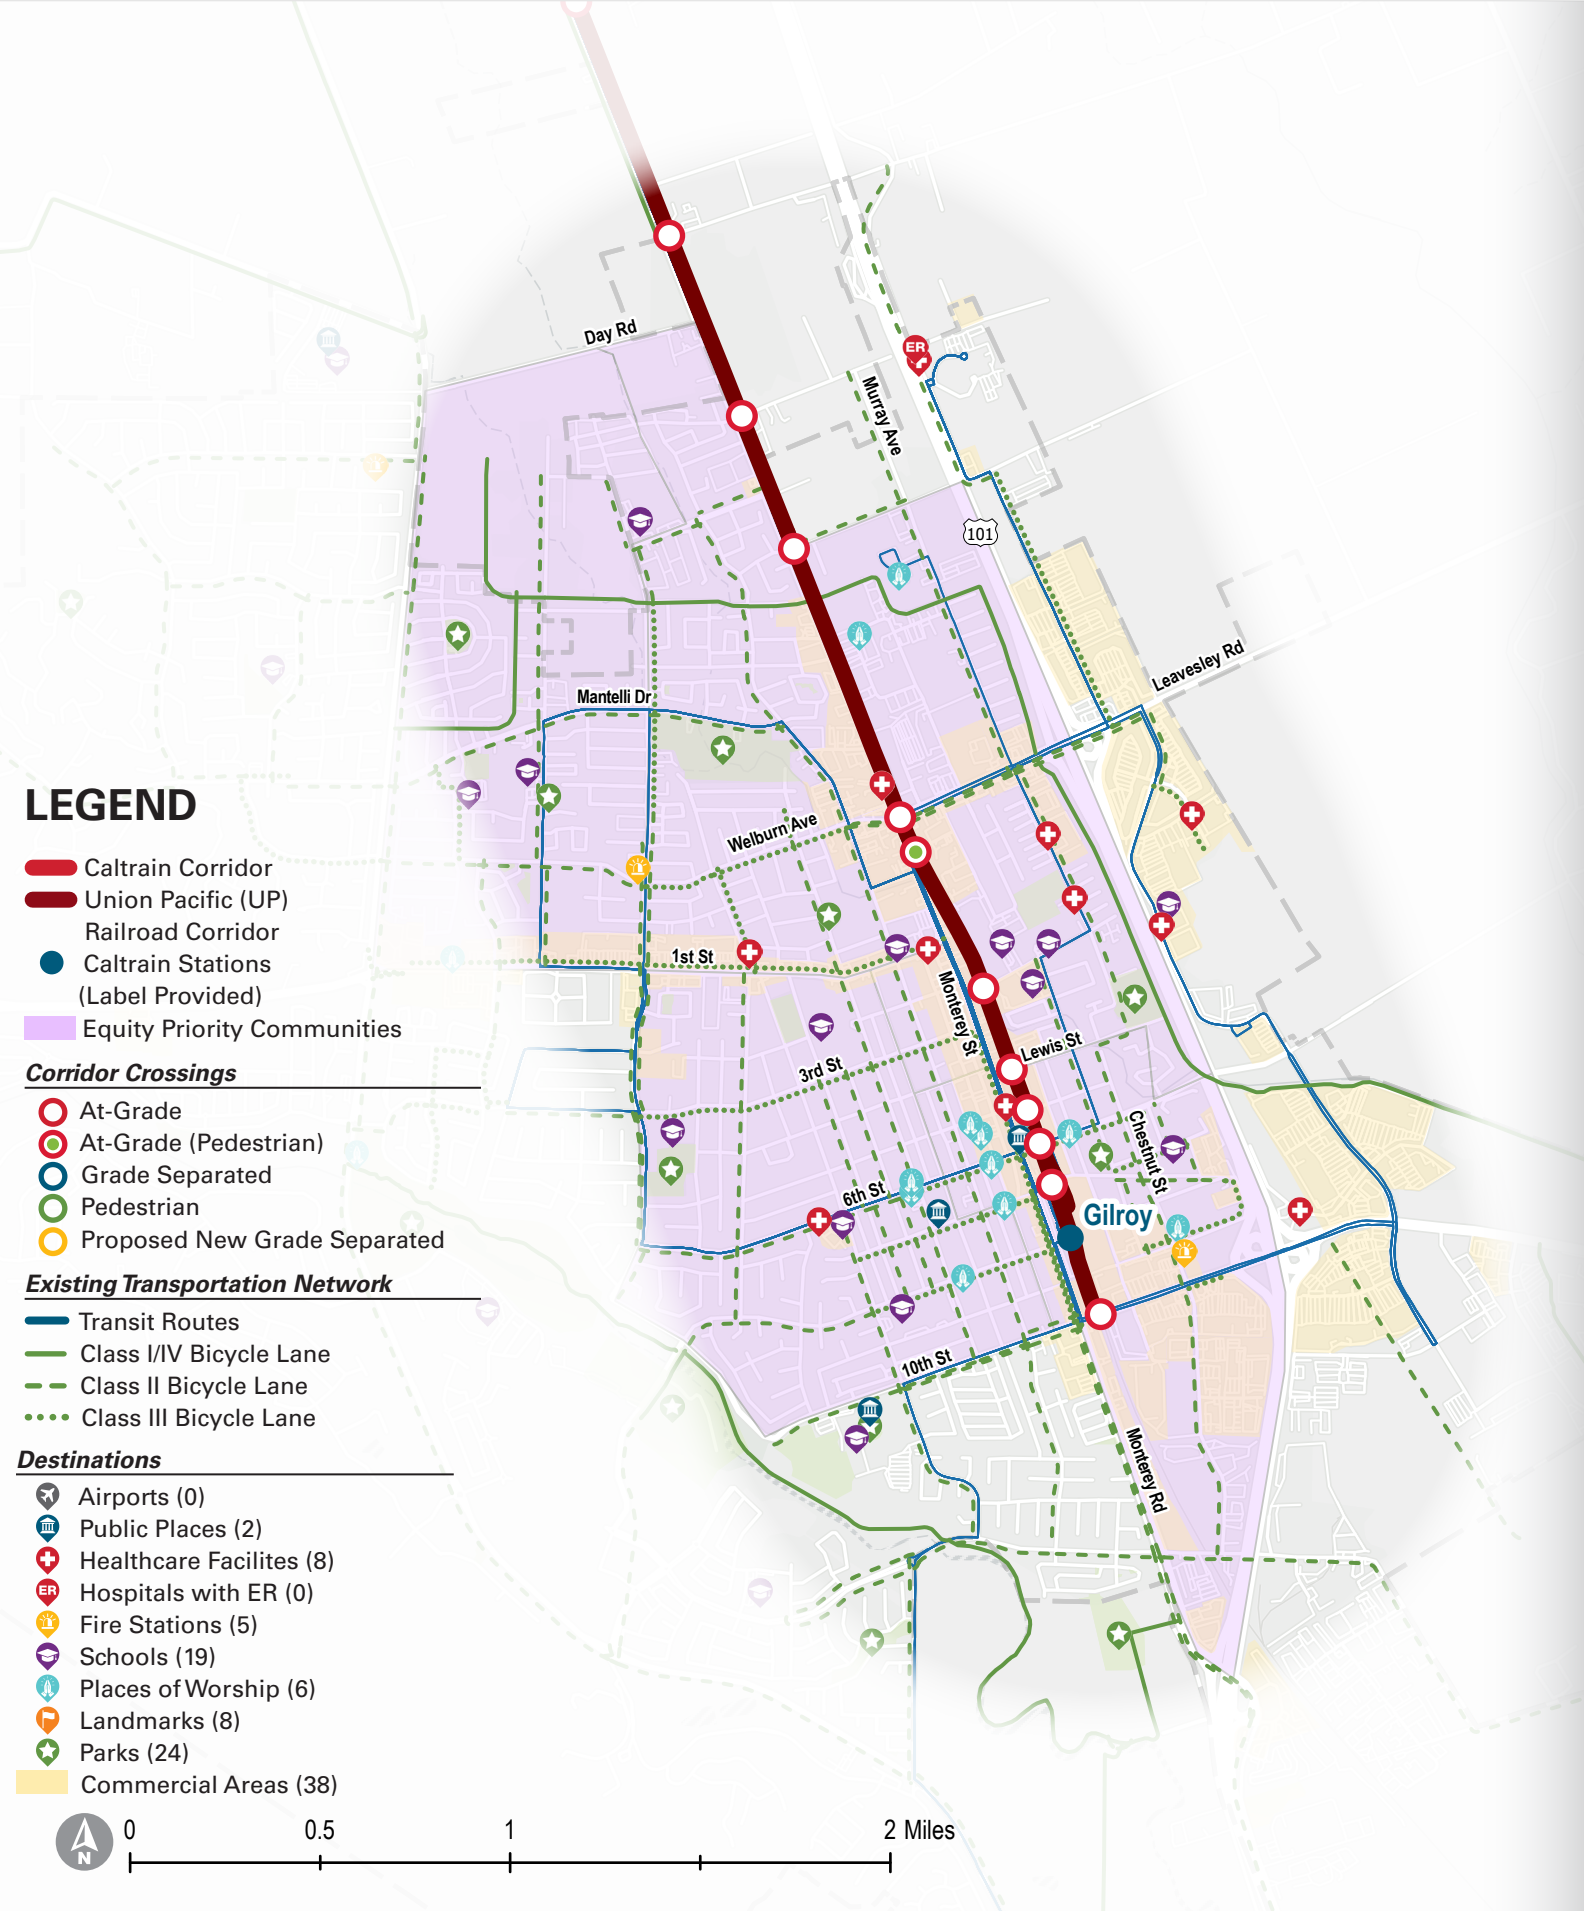 Day Rd
ER
Murray Ave
101
Leavesley Rd
Mantelli Dr
Welburn Ave
1st St
Monterey St
Lewis St
3rd St
Chestnut St
6th St
Gilroy
10th St
Monterey Rd
LEGEND
Caltrain Corridor
Union Pacific (UP)
Railroad Corridor
Caltrain Stations
(Label Provided)
Equity Priority Communities
Corridor Crossings
At-Grade
At-Grade (Pedestrian)
Grade Separated
Pedestrian
Proposed New Grade Separated
Existing Transportation Network
Transit Routes
Class I/IV Bicycle Lane
Class II Bicycle Lane
Class III Bicycle Lane
Destinations
Airports (0)
Public Places (2)
Healthcare Facilites (8)
ER Hospitals with ER (0)
Fire Stations (5)
Schools (19)
Places of Worship (6)
Landmarks (8)
Parks (24)
Commercial Areas (38)
N
0 0.5 1 2 Miles